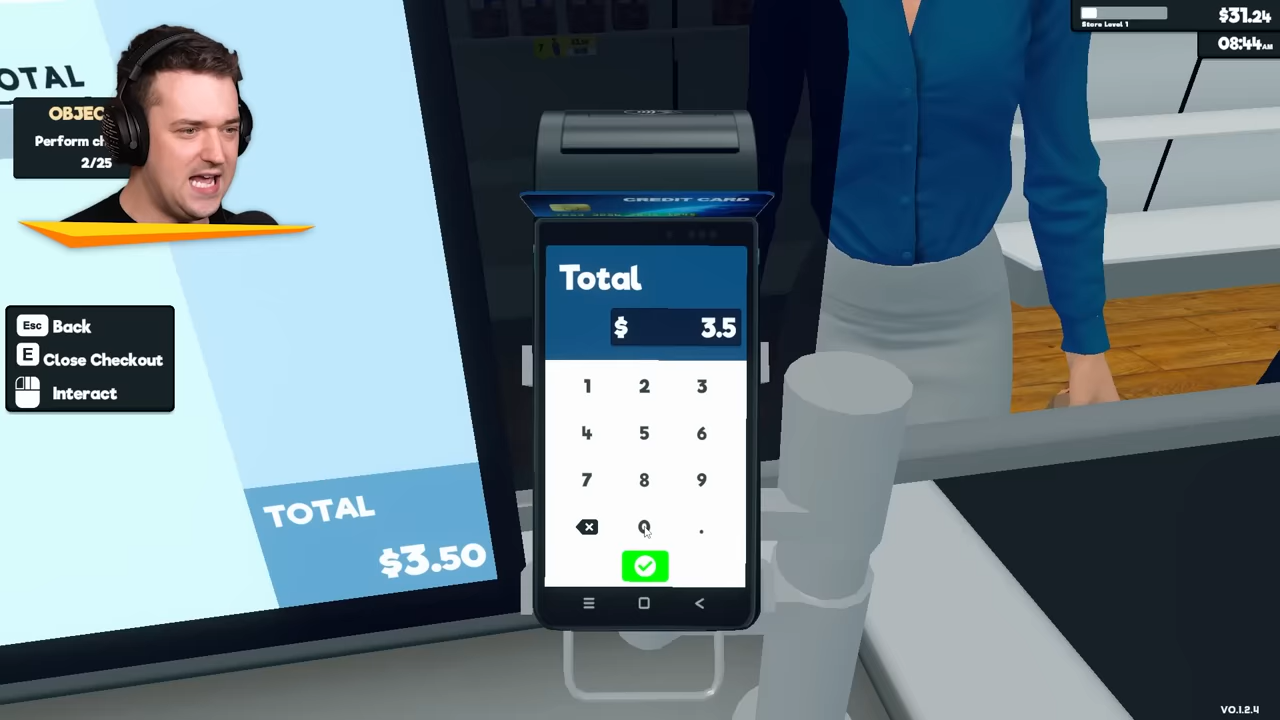 OTAL
OBJEC
Perform ch
2/25
Esc Back
E Close Checkout
Interact
TOTAL
$3.50
CREDIT CARD
Total
$ 3.5
1 2 3
4 5 6
7 8 9
0 .
Store Level 1
$31.24
08:44AM
V0.1.2.4